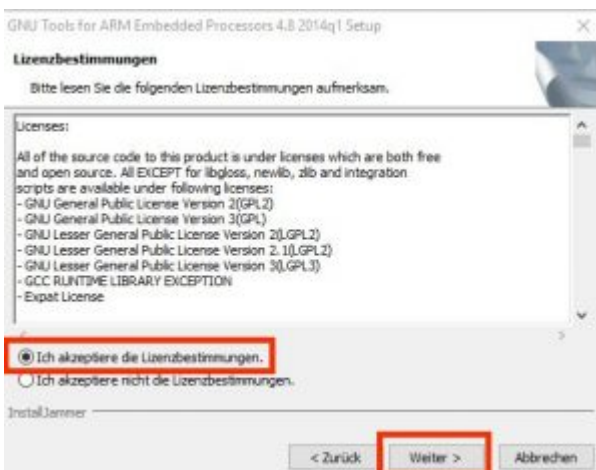 GNU Tools for ARM Embedded Processors 4.8 2014q1 Setup
Lizenzbestimmungen
Bitte lesen Sie die folgenden Lizenzbestimmungen aufmerksam.
Licenses:
All of the source code to this product is under licenses which are both free
and open source. All EXCEPT for libgloss, newlib, zlib and integration
scripts are available under following licenses:
- GNU General Public License Version 2(GPL2)
- GNU General Public License Version 3(GPL)
- GNU Lesser General Public License Version 2(LGPL2)
- GNU Lesser General Public License Version 2.1(LGPL2)
- GNU Lesser General Public License Version 3(LGPL3)
- GCC RUNTIME LIBRARY EXCEPTION
- Expat License
Ich akzeptiere die Lizenzbestimmungen.
Ich akzeptiere nicht die Lizenzbestimmungen.
InstallJammer
< Zurück Weiter > Abbrechen